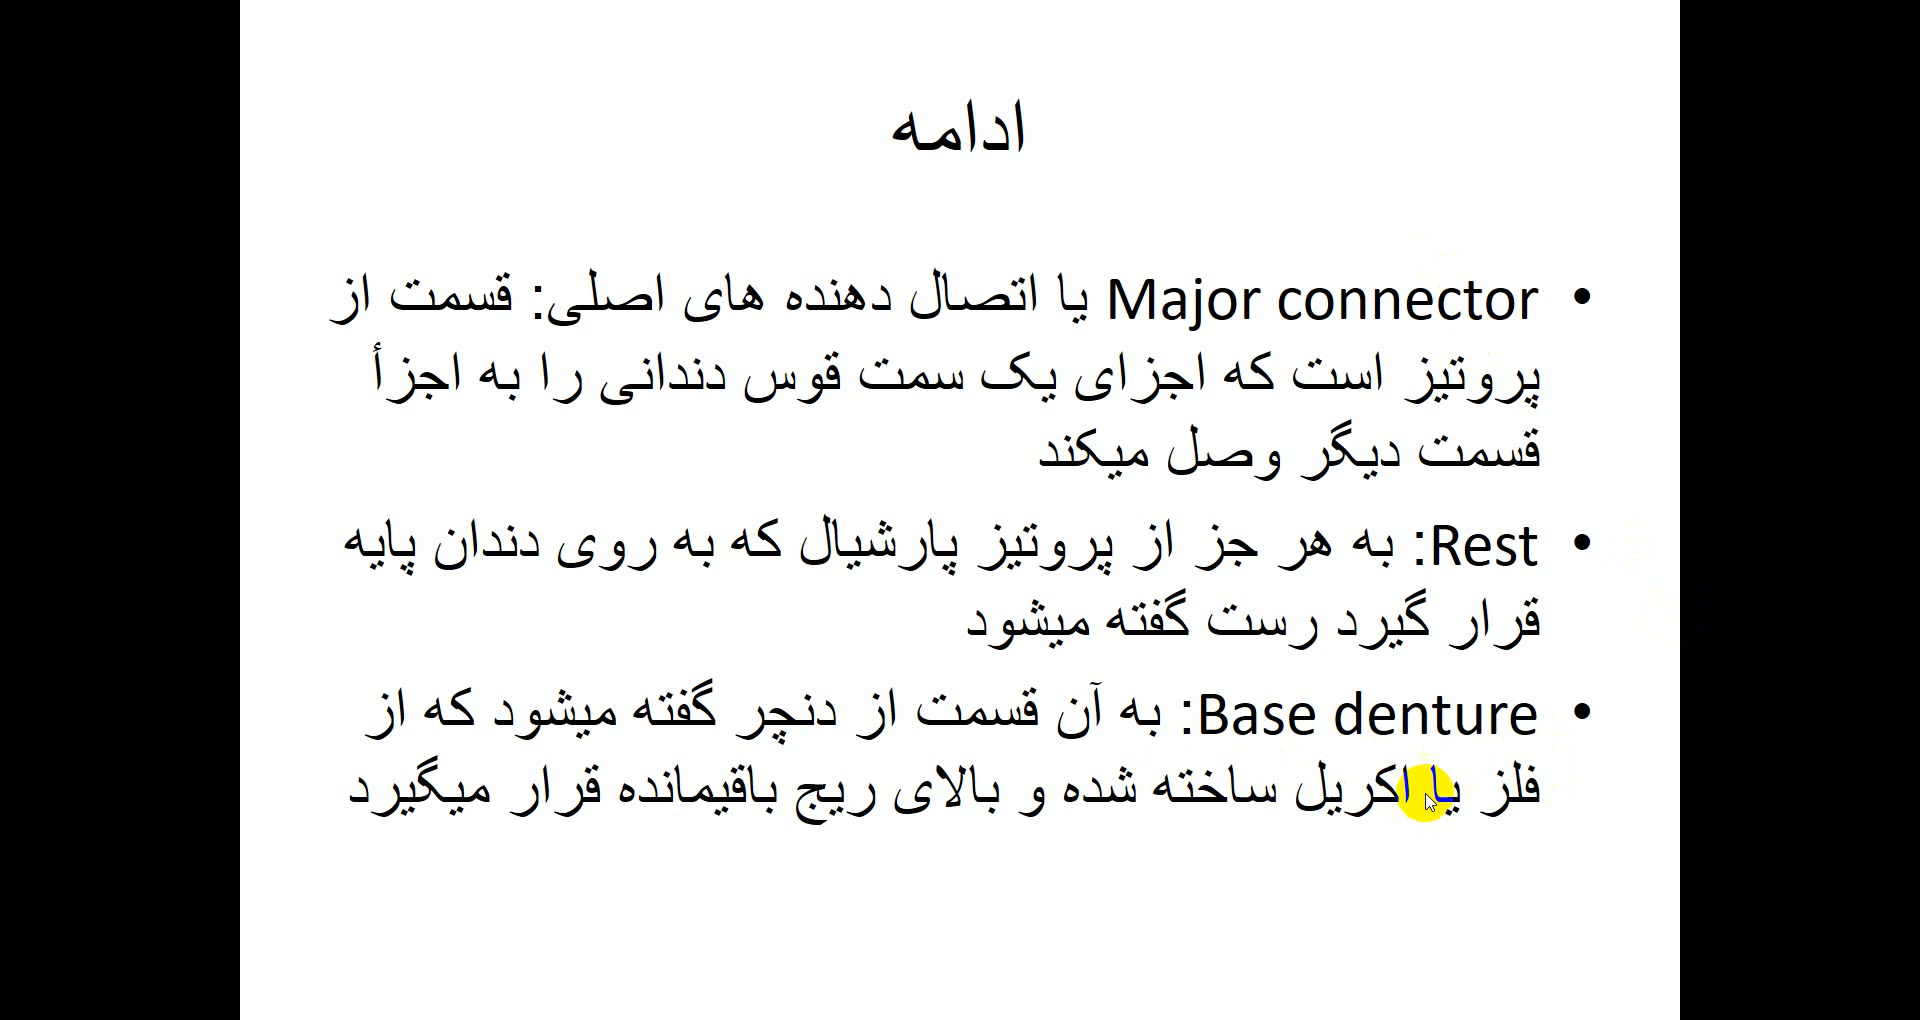 ادامه
• Major connector یا اتصال دهنده های اصلی: قسمت از
پروتیز است که اجزای یک سمت قوس دندانی را به اجزأ
قسمت دیگر وصل میکند
• Rest: به هر جز از پروتیز پارشیال که به روی دندان پایه
قرار گیرد رست گفته میشود
• Base denture: به آن قسمت از دنچر گفته میشود که از
فلز یا اکریل ساخته شده و بالای ریج باقیمانده قرار میگیرد